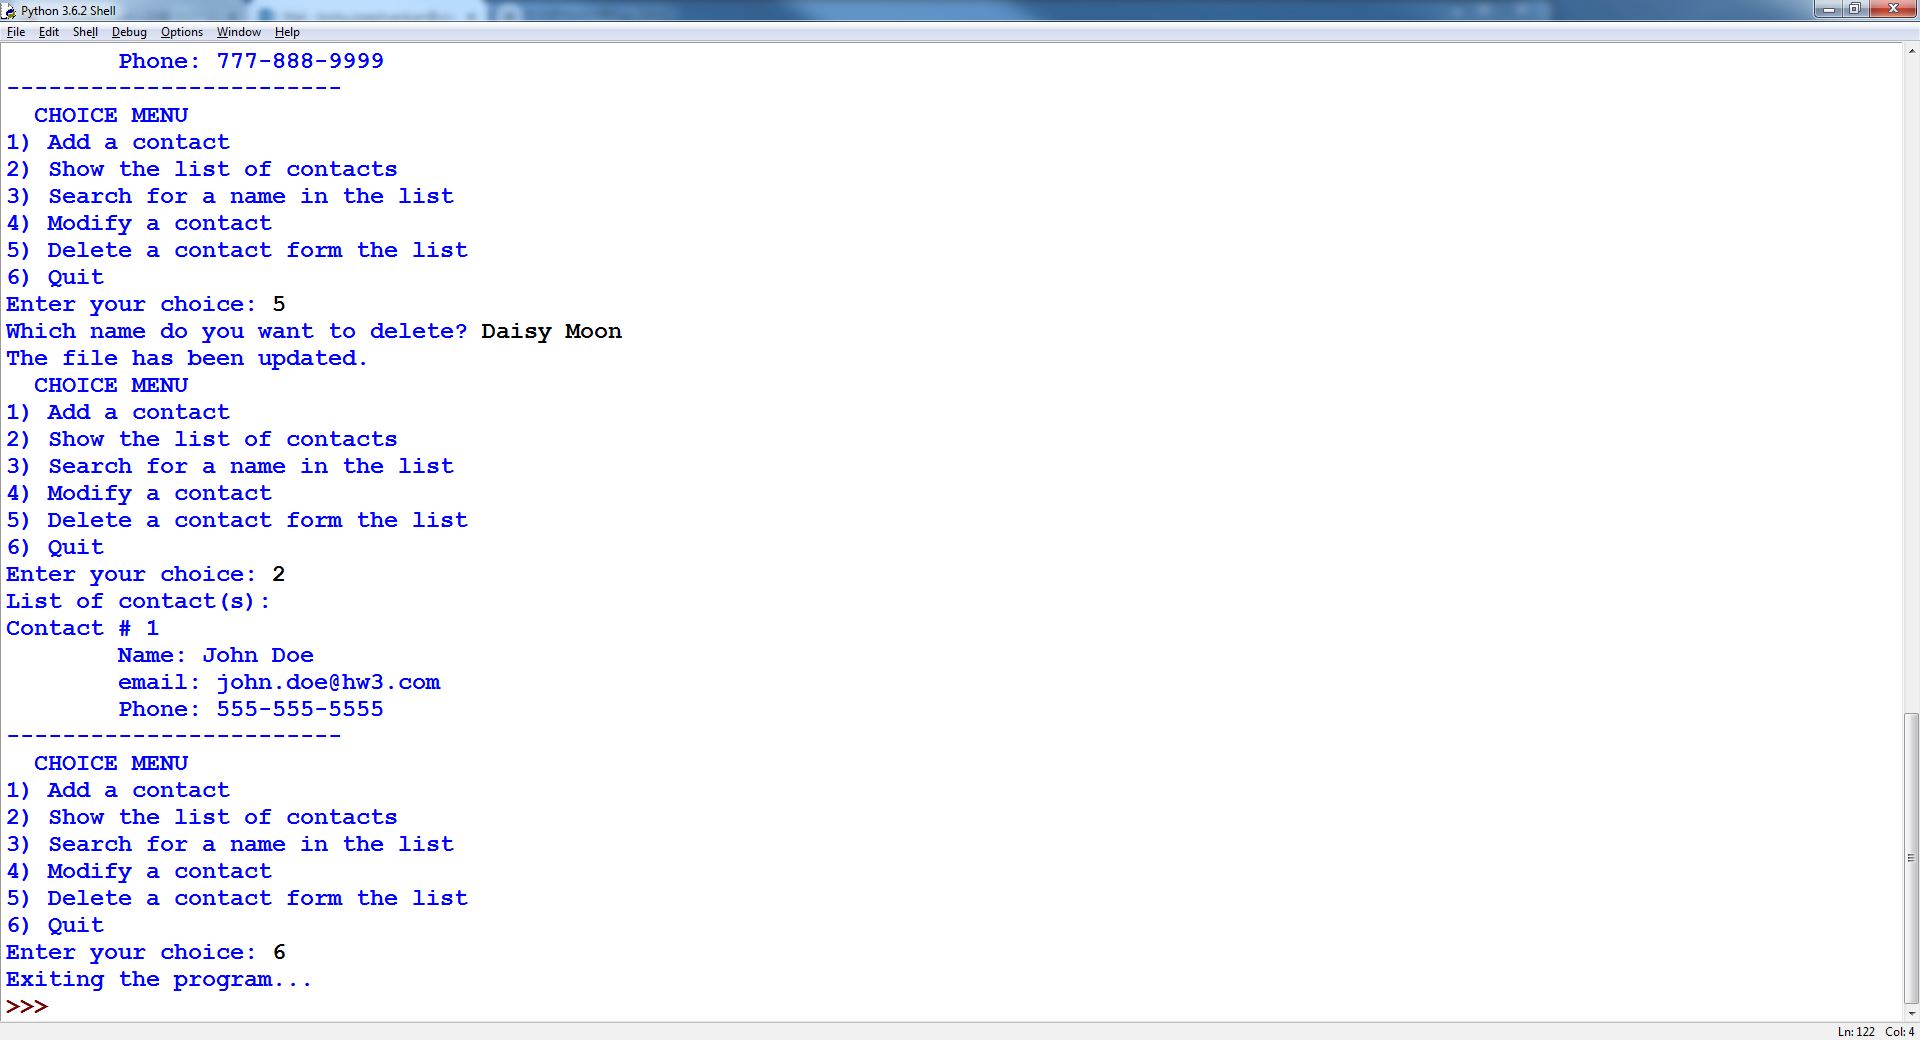 Python 3.6.2 Shell
File Edit Shell Debug Options Window Help
Phone: 777-888-9999
------------------------
CHOICE MENU
1) Add a contact
2) Show the list of contacts
3) Search for a name in the list
4) Modify a contact
5) Delete a contact form the list
6) Quit
Enter your choice: 5
Which name do you want to delete? Daisy Moon
The file has been updated.
CHOICE MENU
1) Add a contact
2) Show the list of contacts
3) Search for a name in the list
4) Modify a contact
5) Delete a contact form the list
6) Quit
Enter your choice: 2
List of contact(s):
Contact # 1
Name: John Doe
email: john.doe@hw3.com
Phone: 555-555-5555
------------------------
CHOICE MENU
1) Add a contact
2) Show the list of contacts
3) Search for a name in the list
4) Modify a contact
5) Delete a contact form the list
6) Quit
Enter your choice: 6
Exiting the program...
>>>
Ln: 122 Col: 4